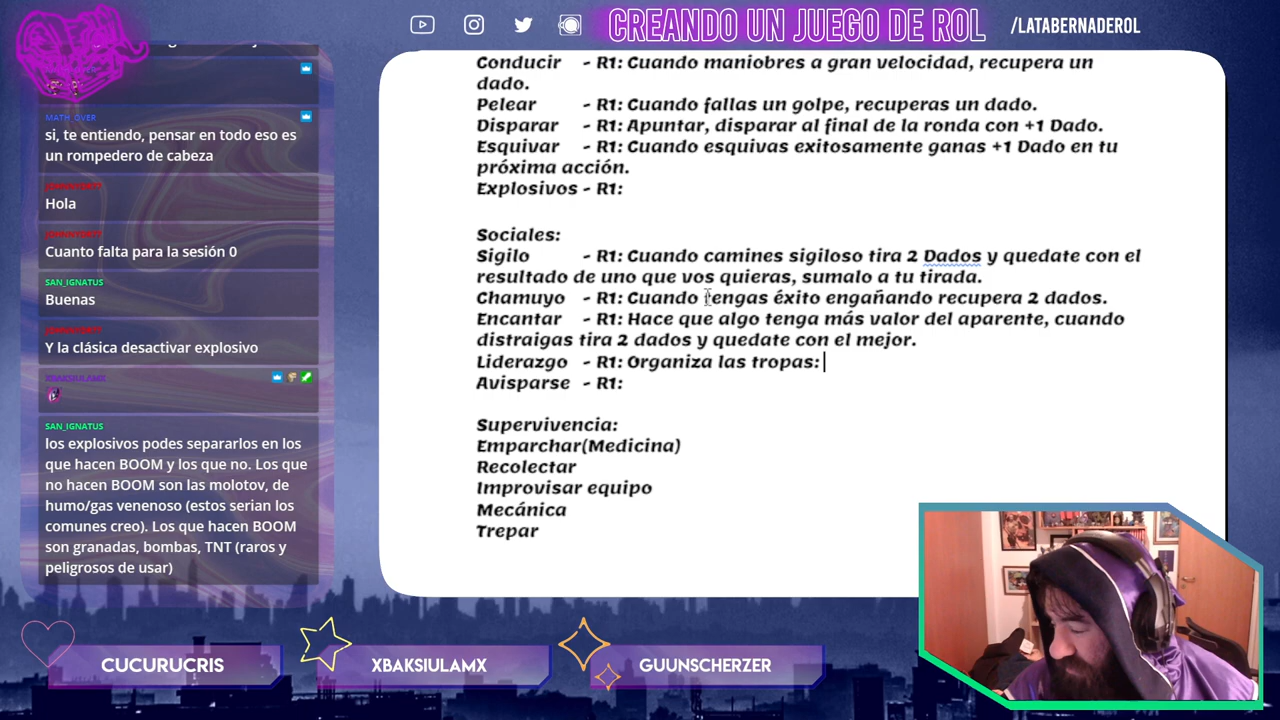 CREANDO UN JUEGO DE ROL
/LATABERNADEROL
MATH_OVER
si, te entiendo, pensar en todo eso es
un rompedero de cabeza
Hola
Cuanto falta para la sesión 0
SAN_IGNATUS
Buenas
SAN_IGNATUS
Y la clásica desactivar explosivo
SAN_IGNATUS
los explosivos podes separarlos en los
que hacen BOOM y los que no. Los que
no hacen BOOM son las molotov, de
humo/gas venenoso (estos serian los
comunes creo). Los que hacen BOOM
son granadas, bombas, TNT (raros y
peligrosos de usar)
Conducir - R1: Cuando maniobres a gran velocidad, recupera un
dado.
Pelear - R1: Cuando fallas un golpe, recuperas un dado.
Disparar - R1: Apuntar, disparar al final de la ronda con +1 Dado.
Esquivar - R1: Cuando esquivas exitosamente ganas +1 Dado en tu
próxima acción.
Explosivos - R1:
Sociales:
Sigilo - R1: Cuando camines sigiloso tira 2 Dados y quedate con el
resultado de uno que vos quieras, sumalo a tu tirada.
Chamuyo - R1: Cuando tengas éxito engañando recupera 2 dados.
Encantar - R1: Hace que algo tenga más valor del aparente, cuando
distraigas tira 2 dados y quedate con el mejor.
Liderazgo - R1: Organiza las tropas:
Avisparse - R1:
Supervivencia:
Emparchar(Medicina)
Recolectar
Improvisar equipo
Mecánica
Trepar
CUCURUCRIS
XBAKSIULAMX
GUUNSCHERZER